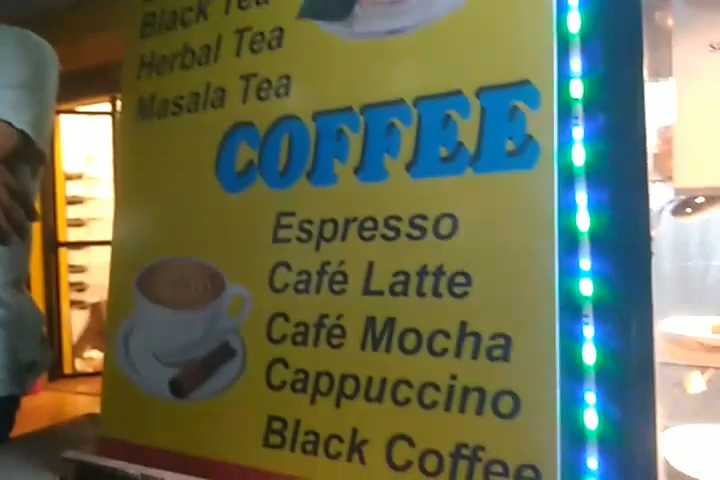 Black Tea
Herbal Tea
Masala Tea
COFFEE
Espresso
Café Latte
Café Mocha
Cappuccino
Black Coffee